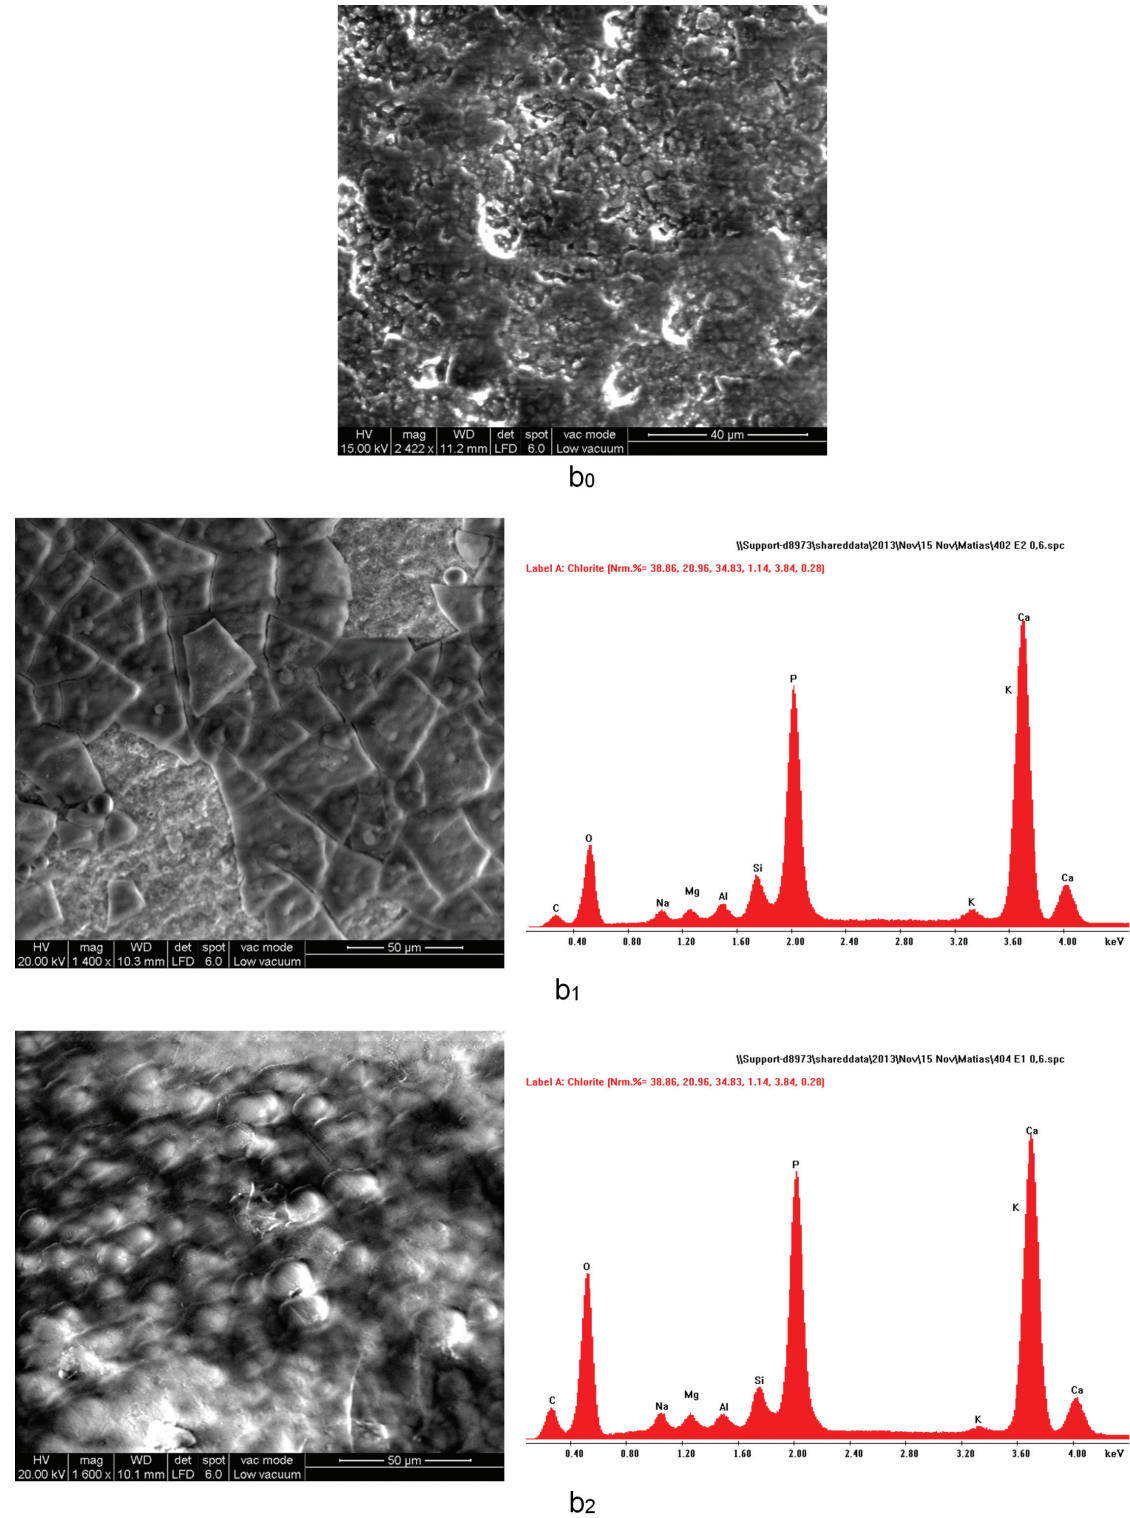 HV mag WD det spot vac mode 40 µm
15.00 kV 2 422 x 11.2 mm LFD 6.0 Low vacuum
b0
\\Support-d8973\shareddata\2013\Nov\15 Nov\Matias\402 E2 0,6.spc
Label A: Chlorite (Nrm.%= 38.86, 20.96, 34.83, 1.14, 3.84, 0.28)
Ca
P
K
O
Si
Ca
C
Na
Mg
Al
K
0.40 0.80 1.20 1.60 2.00 2.40 2.80 3.20 3.60 4.00 keV
HV mag WD det spot vac mode 50 µm
20.00 kV 1 400 x 10.3 mm LFD 6.0 Low vacuum
b1
\\Support-d8973\shareddata\2013\Nov\15 Nov\Matias\404 E1 0,6.spc
Label A: Chlorite (Nrm.%= 38.86, 20.96, 34.83, 1.14, 3.84, 0.28)
Ca
P
K
O
Si
Ca
C
Na
Mg
Al
K
0.40 0.80 1.20 1.60 2.00 2.40 2.80 3.20 3.60 4.00 keV
HV mag WD det spot vac mode 50 µm
20.00 kV 1 600 x 10.1 mm LFD 6.0 Low vacuum
b2